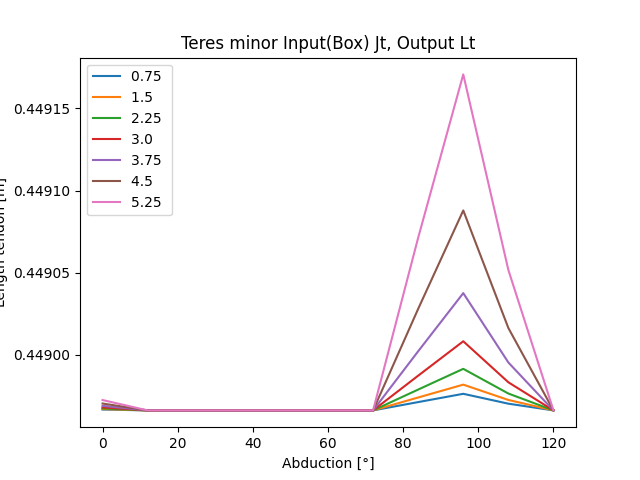 Teres minor Input(Box) Jt, Output Lt
0.75
1.5
2.25
3.0
3.75
4.5
5.25
0.44915
0.44910
0.44905
0.44900
Length tendon [m]
0 20 40 60 80 100 120
Abduction [°]